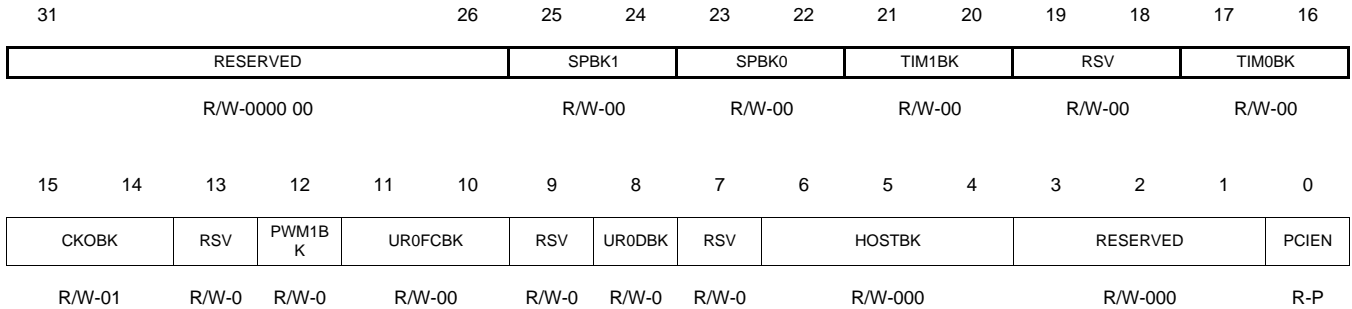 31 26 25 24 23 22 21 20 19 18 17 16
RESERVED SPBK1 SPBK0 TIM1BK RSV TIM0BK
R/W-0000 00 R/W-00 R/W-00 R/W-00 R/W-00 R/W-00
15 14 13 12 11 10 9 8 7 6 5 4 3 2 1 0
CKOBK RSV PWM1B
K UR0FCBK RSV UR0DBK RSV HOSTBK RESERVED PCIEN
R/W-01 R/W-0 R/W-0 R/W-00 R/W-0 R/W-0 R/W-0 R/W-000 R/W-000 R-P